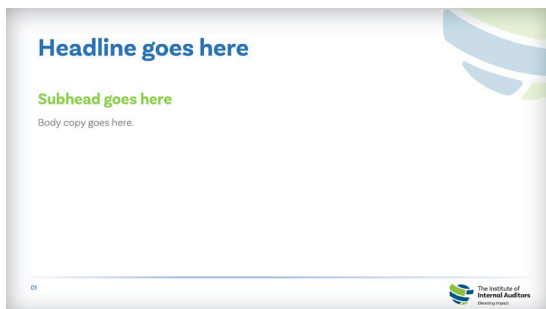 Headline goes here
Subhead goes here
Body copy goes here.
01
The Institute of
Internal Auditors
Elevating Impact